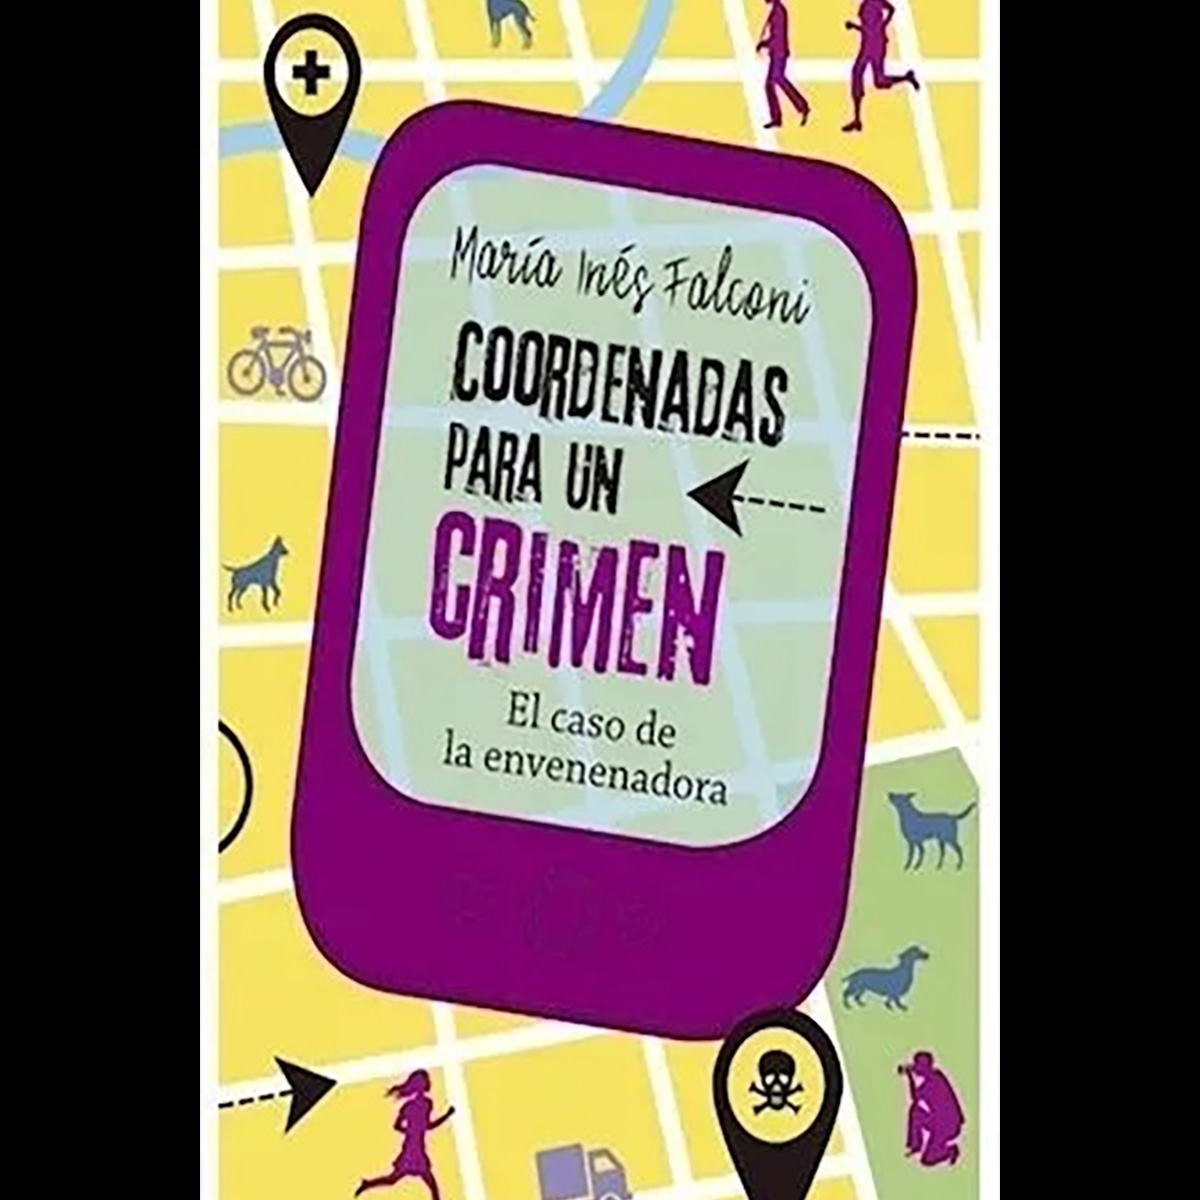 María Inés Falconi
COORDENADAS
PARA UN
CRIMEN
El caso de
la envenenadora